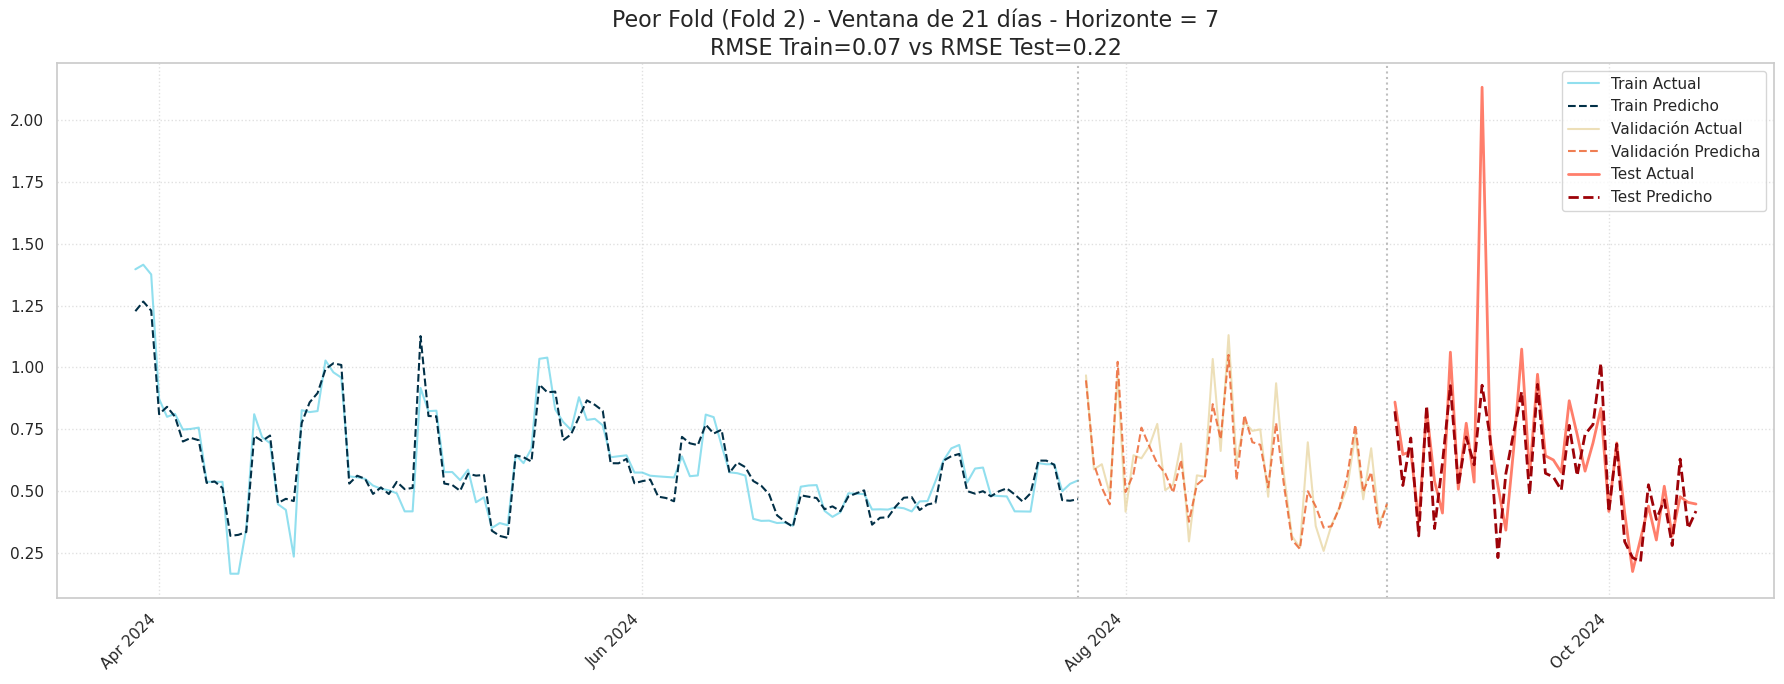 Peor Fold (Fold 2) - Ventana de 21 días - Horizonte = 7
RMSE Train=0.07 vs RMSE Test=0.22
Train Actual
Train Predicho
Validación Actual
Validación Predicha
Test Actual
Test Predicho
2.00
1.75
1.50
1.25
1.00
0.75
0.50
0.25
Apr 2024
Jun 2024
Aug 2024
Oct 2024